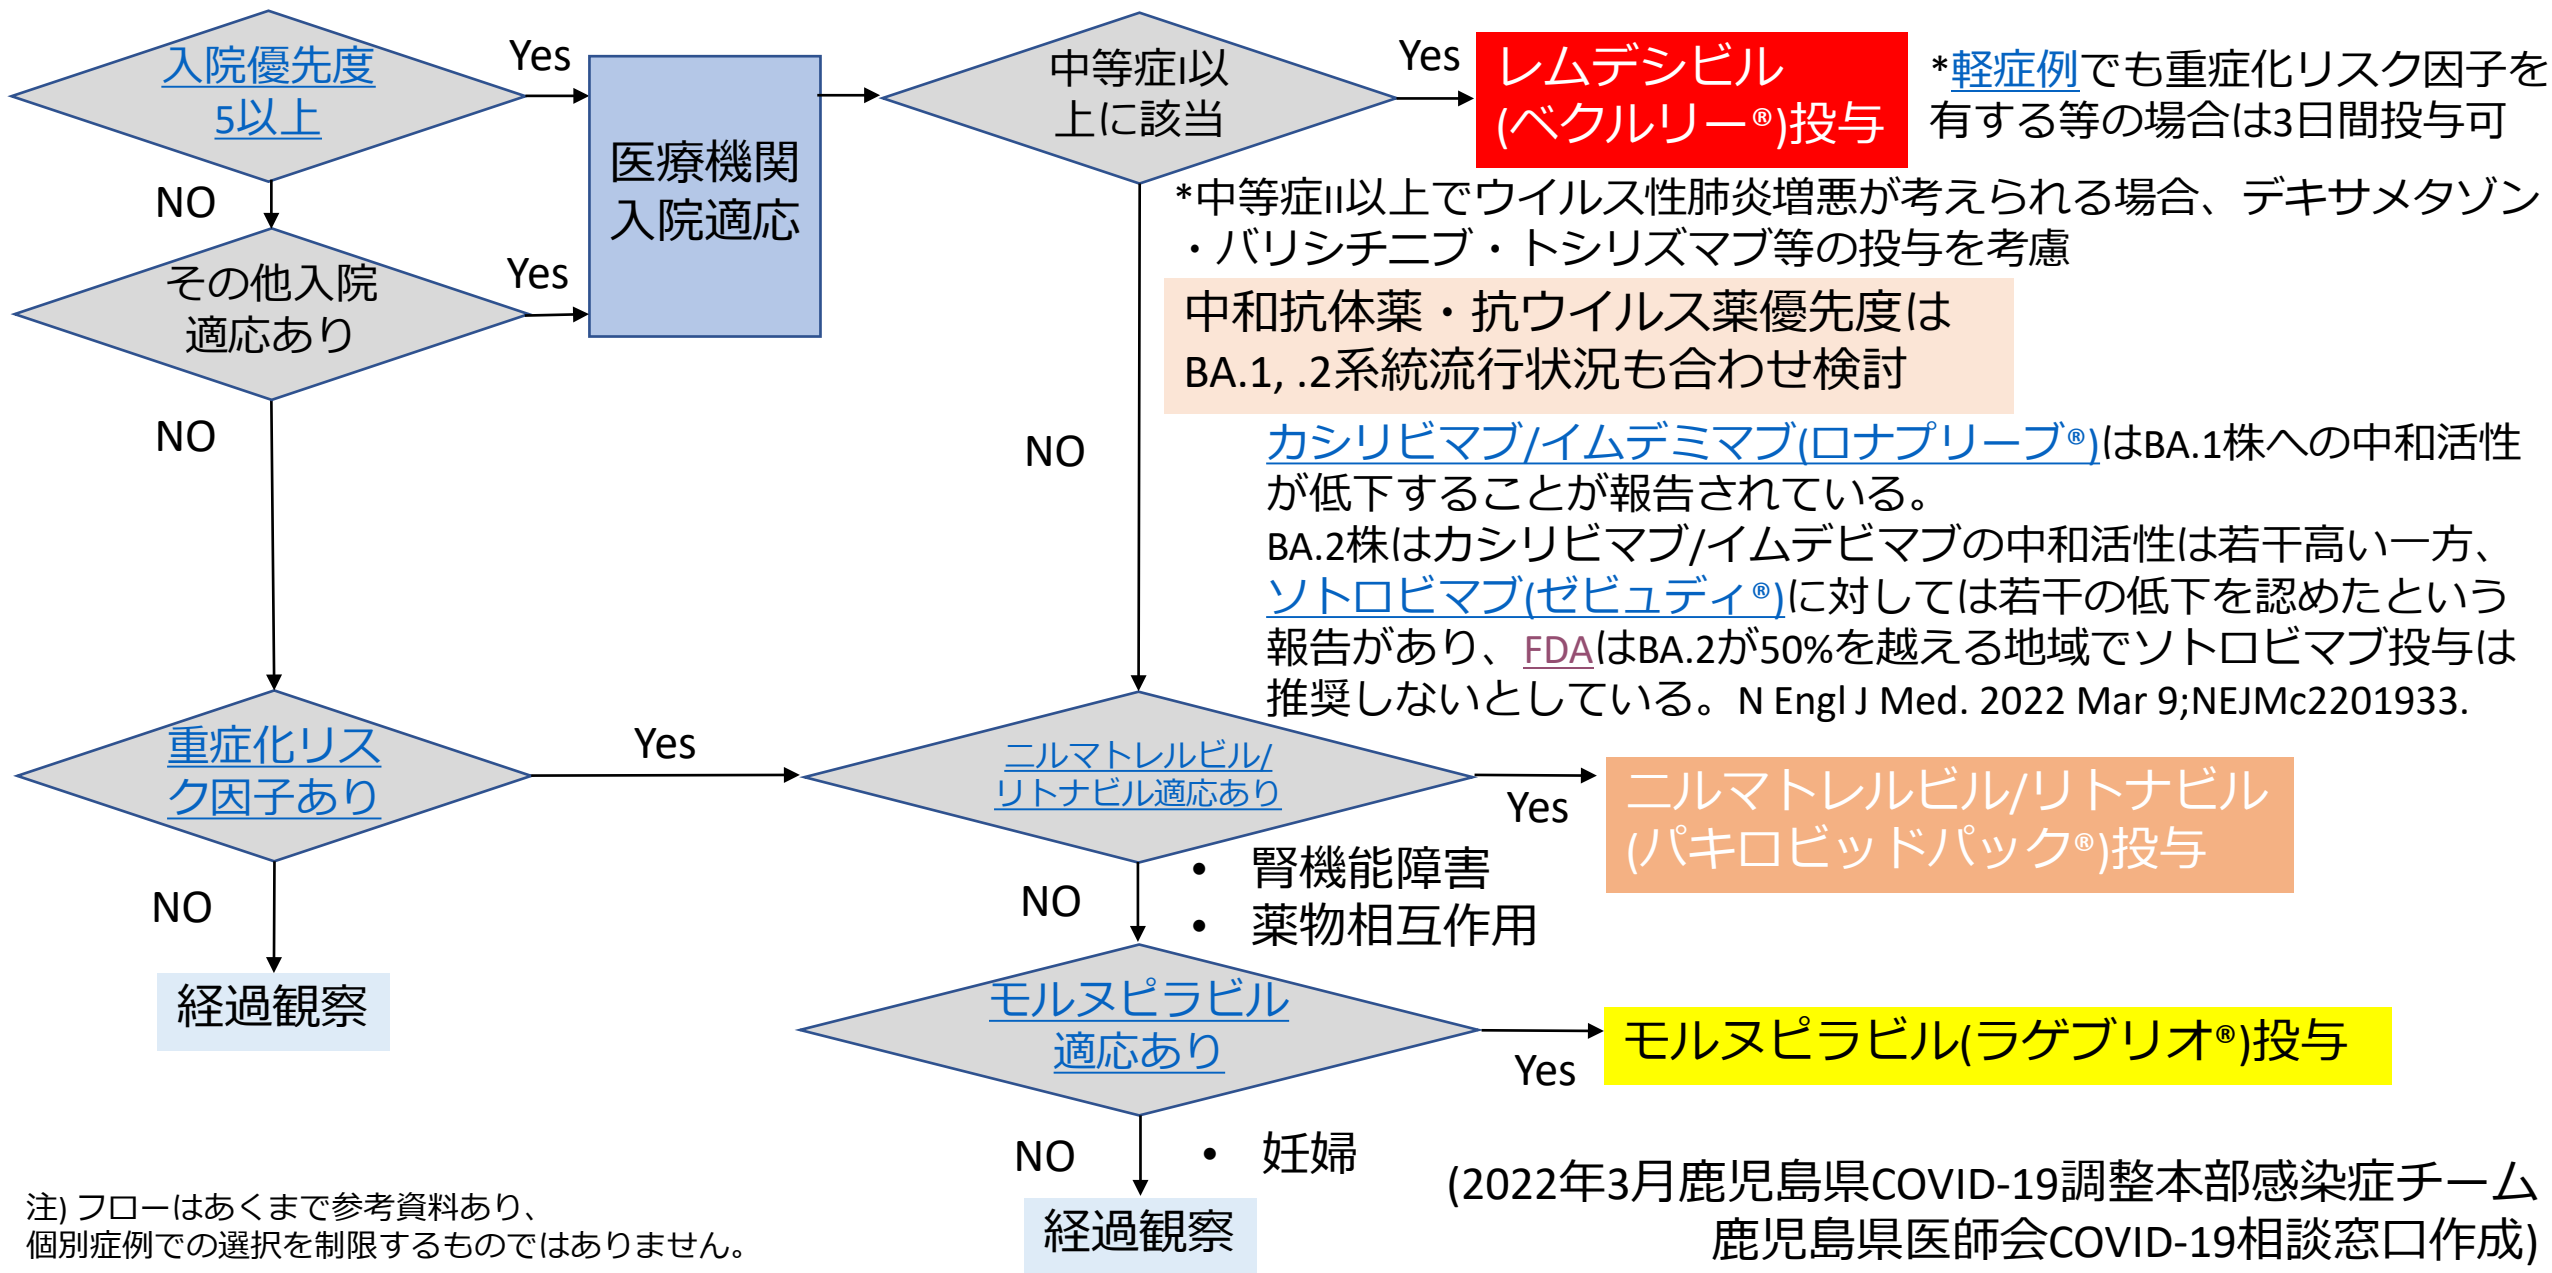 入院優先度
5以上
Yes
NO
医療機関
入院適応
中等症I以
上に該当
Yes
レムデシビル
(ベクルリー®)投与
*軽症例でも重症化リスク因子を
有する等の場合は3日間投与可
*中等症II以上でウイルス性肺炎増悪が考えられる場合、デキサメタゾン
・バリシチニブ・トシリズマブ等の投与を考慮
その他入院
適応あり
Yes
NO
NO
中和抗体薬・抗ウイルス薬優先度は
BA.1, .2系統流行状況も合わせ検討
カシリビマブ/イムデミマブ(ロナプリーブ®)はBA.1株への中和活性
が低下することが報告されている。
BA.2株はカシリビマブ/イムデビマブの中和活性は若干高い一方、
ソトロビマブ(ゼビュディ®)に対しては若干の低下を認めたという
報告があり、FDAはBA.2が50%を越える地域でソトロビマブ投与は
推奨しないとしている。N Engl J Med. 2022 Mar 9;NEJMc2201933.
重症化リス
ク因子あり
Yes
NO
経過観察
ニルマトレルビル/
リトナビル適応あり
Yes
ニルマトレルビル/リトナビル
(パキロビッドパック®)投与
NO
• 腎機能障害
• 薬物相互作用
モルヌピラビル
適応あり
Yes
モルヌピラビル(ラゲブリオ®)投与
NO
• 妊婦
経過観察
注) フローはあくまで参考資料あり、
個別症例での選択を制限するものではありません。
(2022年3月鹿児島県COVID-19調整本部感染症チーム
鹿児島県医師会COVID-19相談窓口作成)